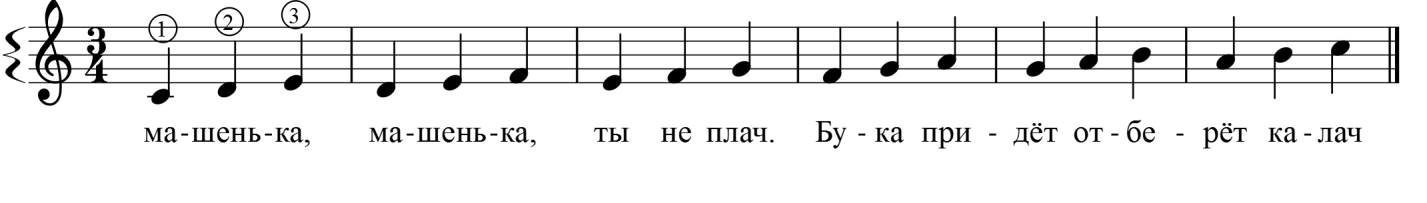 3
4
① ② ③
ма-шень-ка, ма-шень-ка, ты не плач. Бу - ка при - дёт от - бе - рёт ка - лач